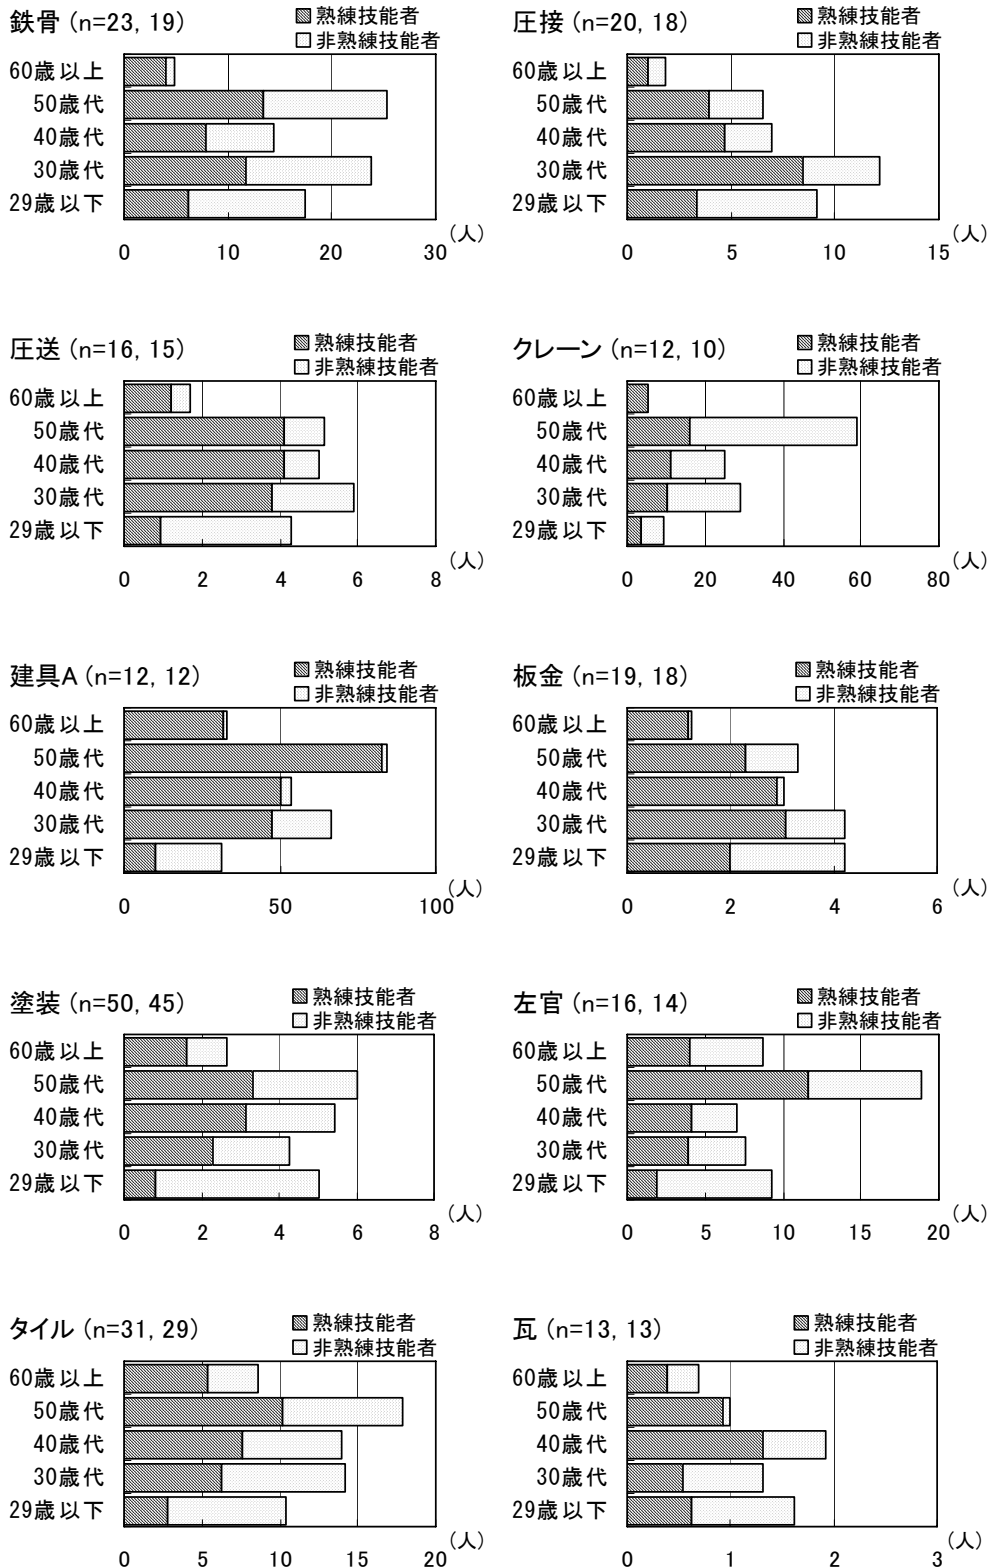 鉄骨 (n=23, 19)
熟練技能者
非熟練技能者
60歳以上
50歳代
40歳代
30歳代
29歳以下
0 10 20 30
(人)
圧接 (n=20, 18)
熟練技能者
非熟練技能者
60歳以上
50歳代
40歳代
30歳代
29歳以下
0 5 10 15
(人)
圧送 (n=16, 15)
熟練技能者
非熟練技能者
60歳以上
50歳代
40歳代
30歳代
29歳以下
0 2 4 6 8
(人)
クレーン (n=12, 10)
熟練技能者
非熟練技能者
60歳以上
50歳代
40歳代
30歳代
29歳以下
0 20 40 60 80
(人)
建具A (n=12, 12)
熟練技能者
非熟練技能者
60歳以上
50歳代
40歳代
30歳代
29歳以下
0 50 100
(人)
板金 (n=19, 18)
熟練技能者
非熟練技能者
60歳以上
50歳代
40歳代
30歳代
29歳以下
0 2 4 6
(人)
塗装 (n=50, 45)
熟練技能者
非熟練技能者
60歳以上
50歳代
40歳代
30歳代
29歳以下
0 2 4 6 8
(人)
左官 (n=16, 14)
熟練技能者
非熟練技能者
60歳以上
50歳代
40歳代
30歳代
29歳以下
0 5 10 15 20
(人)
タイル (n=31, 29)
熟練技能者
非熟練技能者
60歳以上
50歳代
40歳代
30歳代
29歳以下
0 5 10 15 20
(人)
瓦 (n=13, 13)
熟練技能者
非熟練技能者
60歳以上
50歳代
40歳代
30歳代
29歳以下
0 1 2 3
(人)